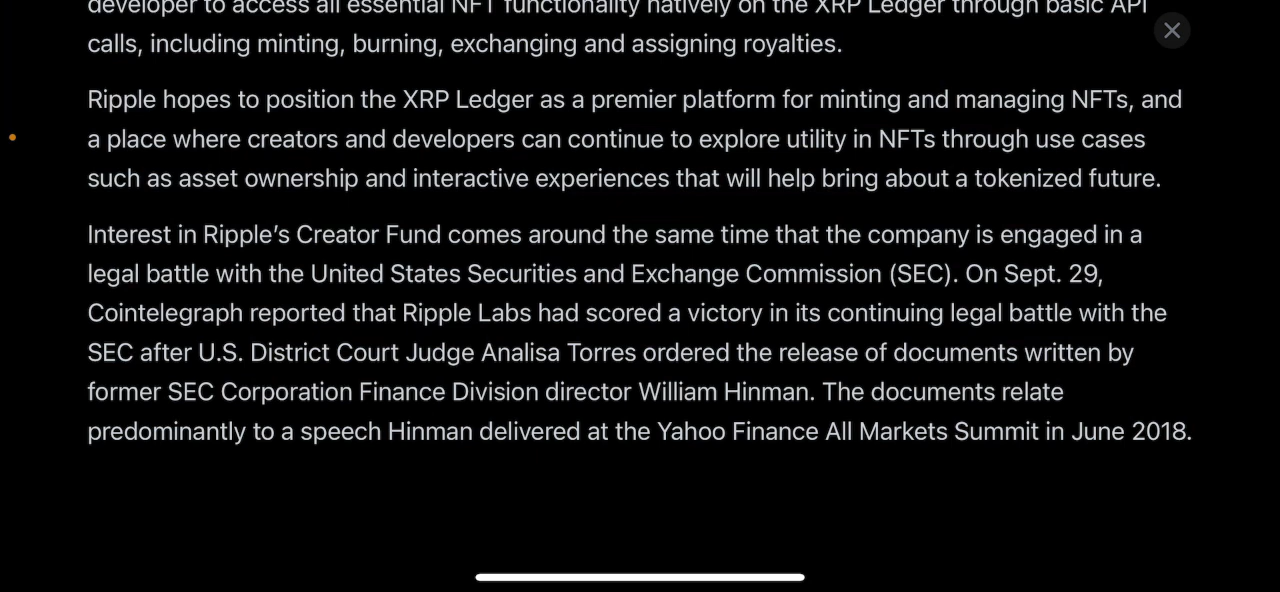 developer to access all essential NFT functionality natively on the XRP Ledger through basic API
calls, including minting, burning, exchanging and assigning royalties.
Ripple hopes to position the XRP Ledger as a premier platform for minting and managing NFTs, and
a place where creators and developers can continue to explore utility in NFTs through use cases
such as asset ownership and interactive experiences that will help bring about a tokenized future.
Interest in Ripple’s Creator Fund comes around the same time that the company is engaged in a
legal battle with the United States Securities and Exchange Commission (SEC). On Sept. 29,
Cointelegraph reported that Ripple Labs had scored a victory in its continuing legal battle with the
SEC after U.S. District Court Judge Analisa Torres ordered the release of documents written by
former SEC Corporation Finance Division director William Hinman. The documents relate
predominantly to a speech Hinman delivered at the Yahoo Finance All Markets Summit in June 2018.